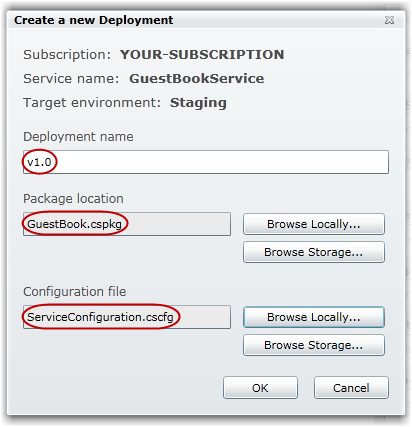 Create a new Deployment
Subscription: YOUR-SUBSCRIPTION
Service name: GuestBookService
Target environment: Staging
Deployment name
v1.0
Package location
GuestBook.cspkg
Browse Locally...
Browse Storage...
Configuration file
ServiceConfiguration.cscfg
Browse Locally...
Browse Storage...
OK
Cancel